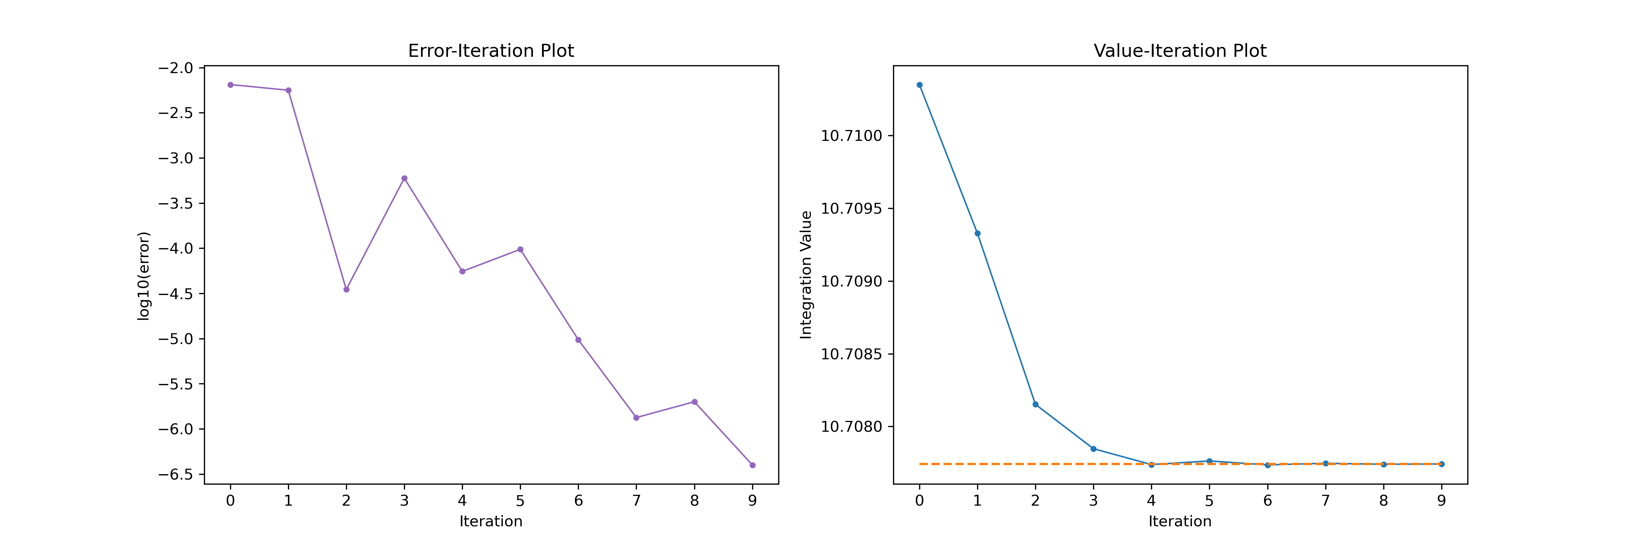 Error-Iteration Plot
−2.0
−2.5
−3.0
−3.5
−4.0
−4.5
−5.0
−5.5
−6.0
−6.5
log10(error)
0 1 2 3 4 5 6 7 8 9
Iteration
Value-Iteration Plot
10.7100
10.7095
10.7090
10.7085
10.7080
Integration Value
0 1 2 3 4 5 6 7 8 9
Iteration